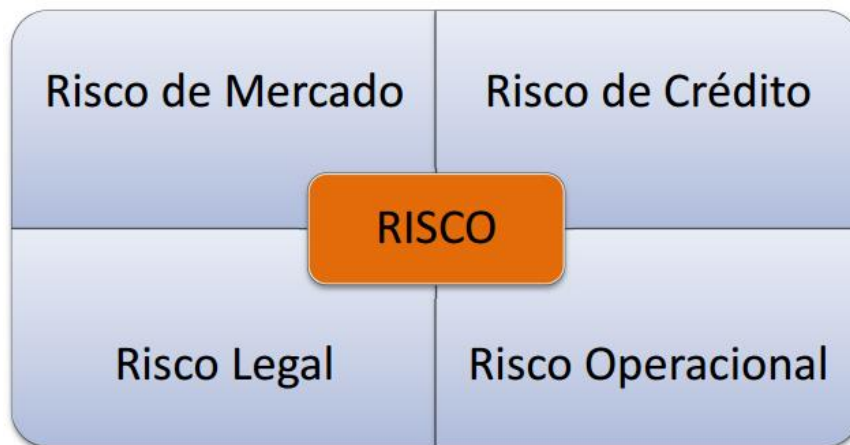 Risco de Mercado
Risco de Crédito
RISCO
Risco Legal
Risco Operacional